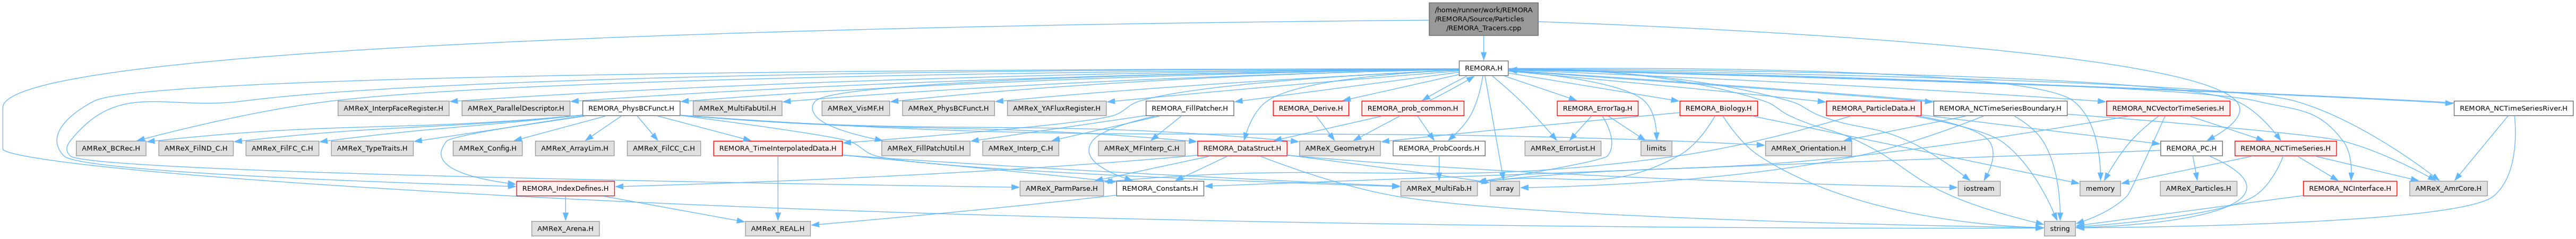 /home/runner/work/REMORA
/REMORA/Source/Particles
/REMORA_Tracers.cpp
REMORA.H
AMReX_InterpFaceRegister.H
AMReX_ParallelDescriptor.H
REMORA_PhysBCFunct.H
AMReX_MultiFabUtil.H
AMReX_VisMF.H
AMReX_PhysBCFunct.H
AMReX_YAFluxRegister.H
REMORA_FillPatcher.H
REMORA_Derive.H
REMORA_prob_common.H
REMORA_ErrorTag.H
REMORA_Biology.H
REMORA_ParticleData.H
REMORA_NCTimeSeriesBoundary.H
REMORA_NCVectorTimeSeries.H
REMORA_NCTimeSeriesRiver.H
AMReX_BCRec.H
AMReX_FilND_C.H
AMReX_FilFC_C.H
AMReX_TypeTraits.H
AMReX_Config.H
AMReX_ArrayLim.H
AMReX_FilCC_C.H
REMORA_TimeInterpolatedData.H
AMReX_FillPatchUtil.H
AMReX_Interp_C.H
AMReX_MFInterp_C.H
REMORA_DataStruct.H
AMReX_Geometry.H
REMORA_ProbCoords.H
AMReX_ErrorList.H
limits
AMReX_Orientation.H
REMORA_PC.H
REMORA_NCTimeSeries.H
REMORA_IndexDefines.H
AMReX_ParmParse.H
REMORA_Constants.H
AMReX_MultiFab.H
array
iostream
memory
AMReX_Particles.H
REMORA_NCInterface.H
AMReX_AmrCore.H
AMReX_Arena.H
AMReX_REAL.H
string